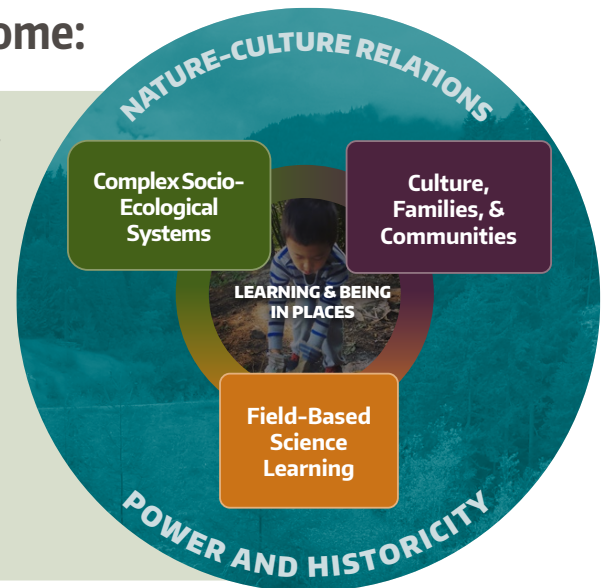 ome:
NATURE-CULTURE RELATIONS
Complex Socio-
Ecological
Systems
Culture,
Families, &
Communities
LEARNING & BEING
IN PLACES
Field-Based
Science
Learning
POWER AND HISTORICITY